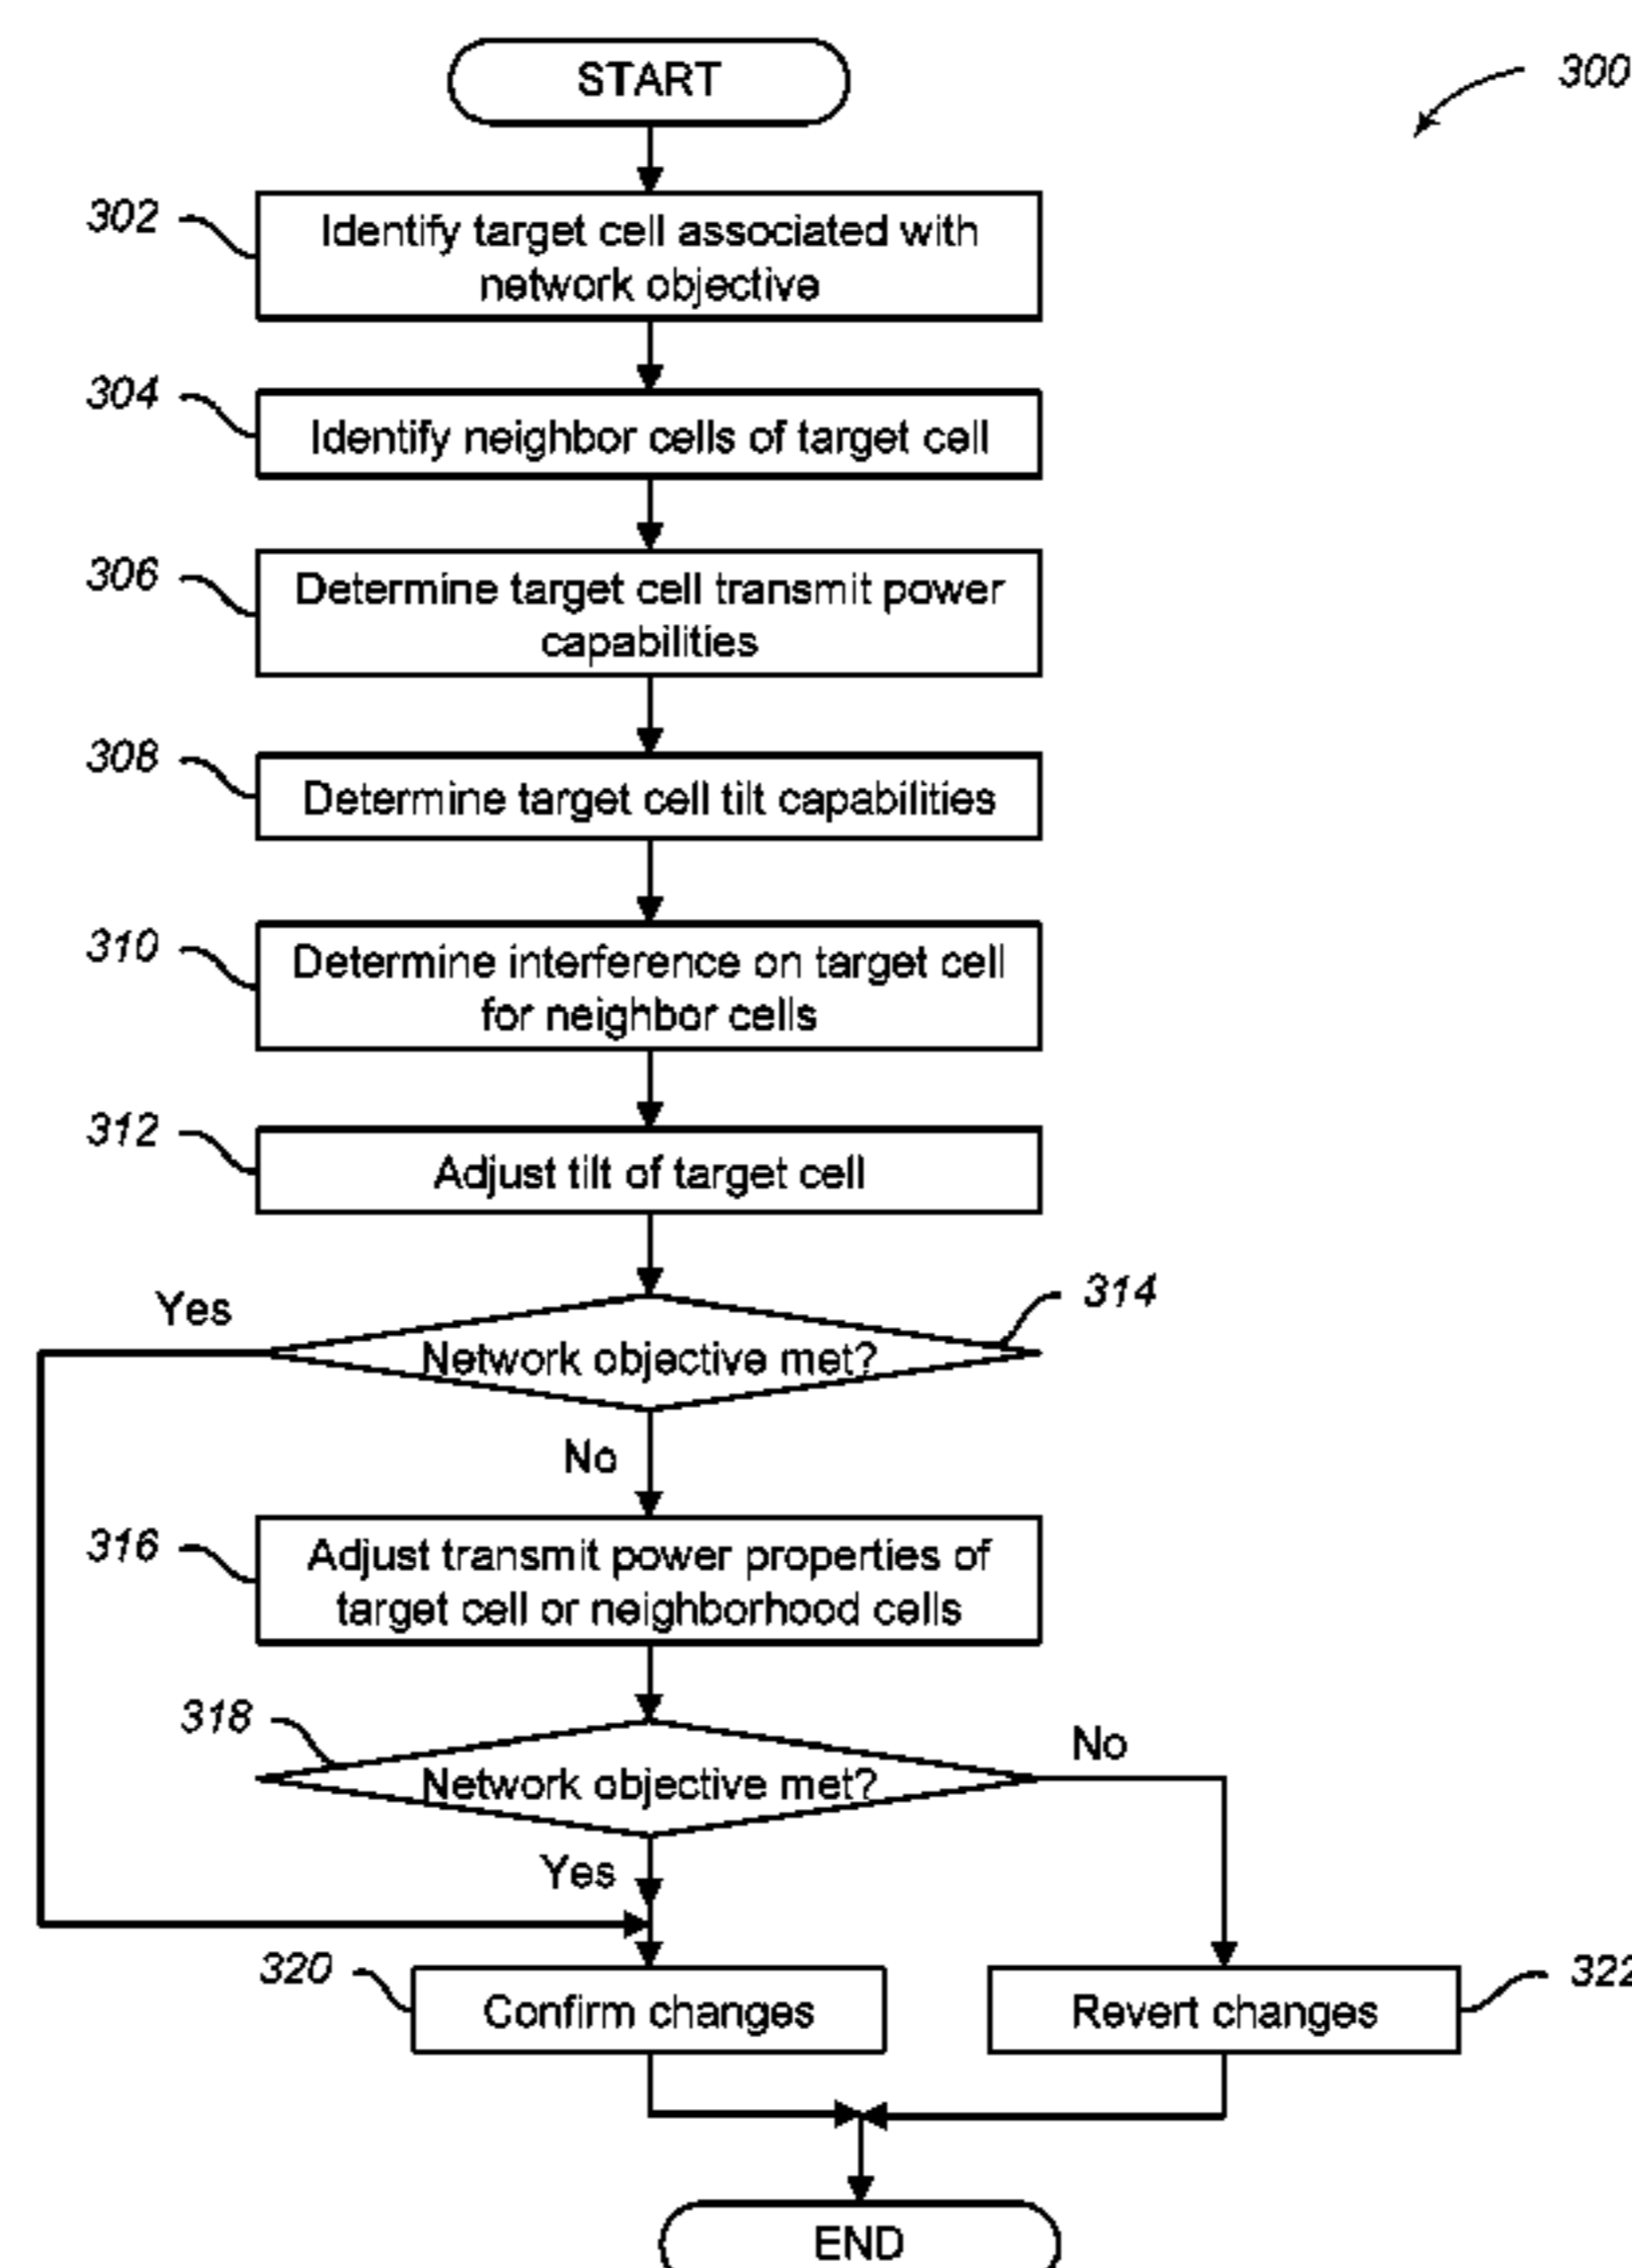 START
300
302
Identify target cell associated with
network objective
304
Identify neighbor cells of target cell
306
Determine target cell transmit power
capabilities
308
Determine target cell tilt capabilities
310
Determine interference on target cell
for neighbor cells
312
Adjust tilt of target cell
314
Yes
Network objective met?
No
316
Adjust transmit power properties of
target cell or neighborhood cells
318
No
Network objective met?
Yes
320
Confirm changes
322
Revert changes
END